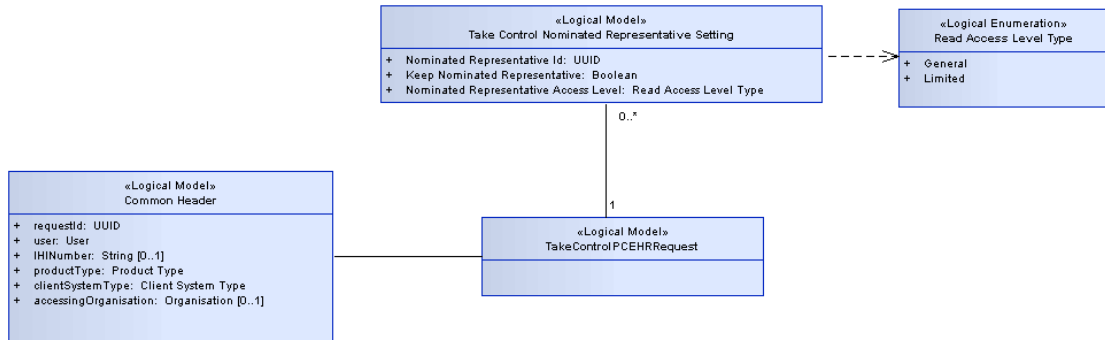 «Logical Model»
Take Control Nominated Representative Setting
+ Nominated Representative Id: UUID
+ Keep Nominated Representative: Boolean
+ Nominated Representative Access Level: Read Access Level Type
«Logical Enumeration»
Read Access Level Type
+ General
+ Limited
0..*
1
«Logical Model»
Common Header
+ requestId: UUID
+ user: User
+ IHINumber: String [0..1]
+ productType: Product Type
+ clientSystemType: Client System Type
+ accessingOrganisation: Organisation [0..1]
«Logical Model»
TakeControlPCEHRRequest